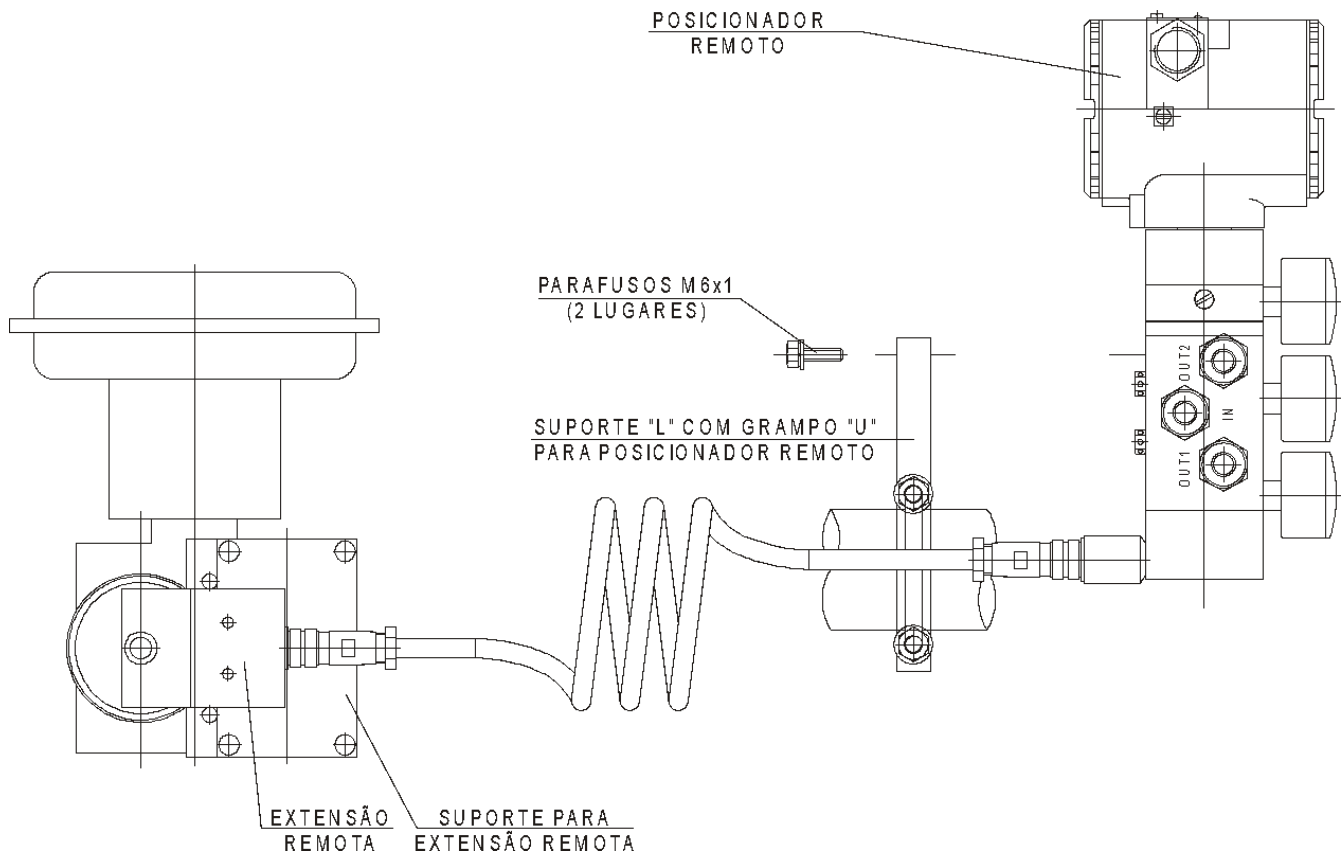 POSICIONADOR
REMOTO
PARAFUSOS M6x1
(2 LUGARES)
SUPORTE "L" COM GRAMPO "U"
PARA POSICIONADOR REMOTO
OUT2
IN
OUT1
EXTENSÃO
REMOTA
SUPORTE PARA
EXTENSÃO REMOTA